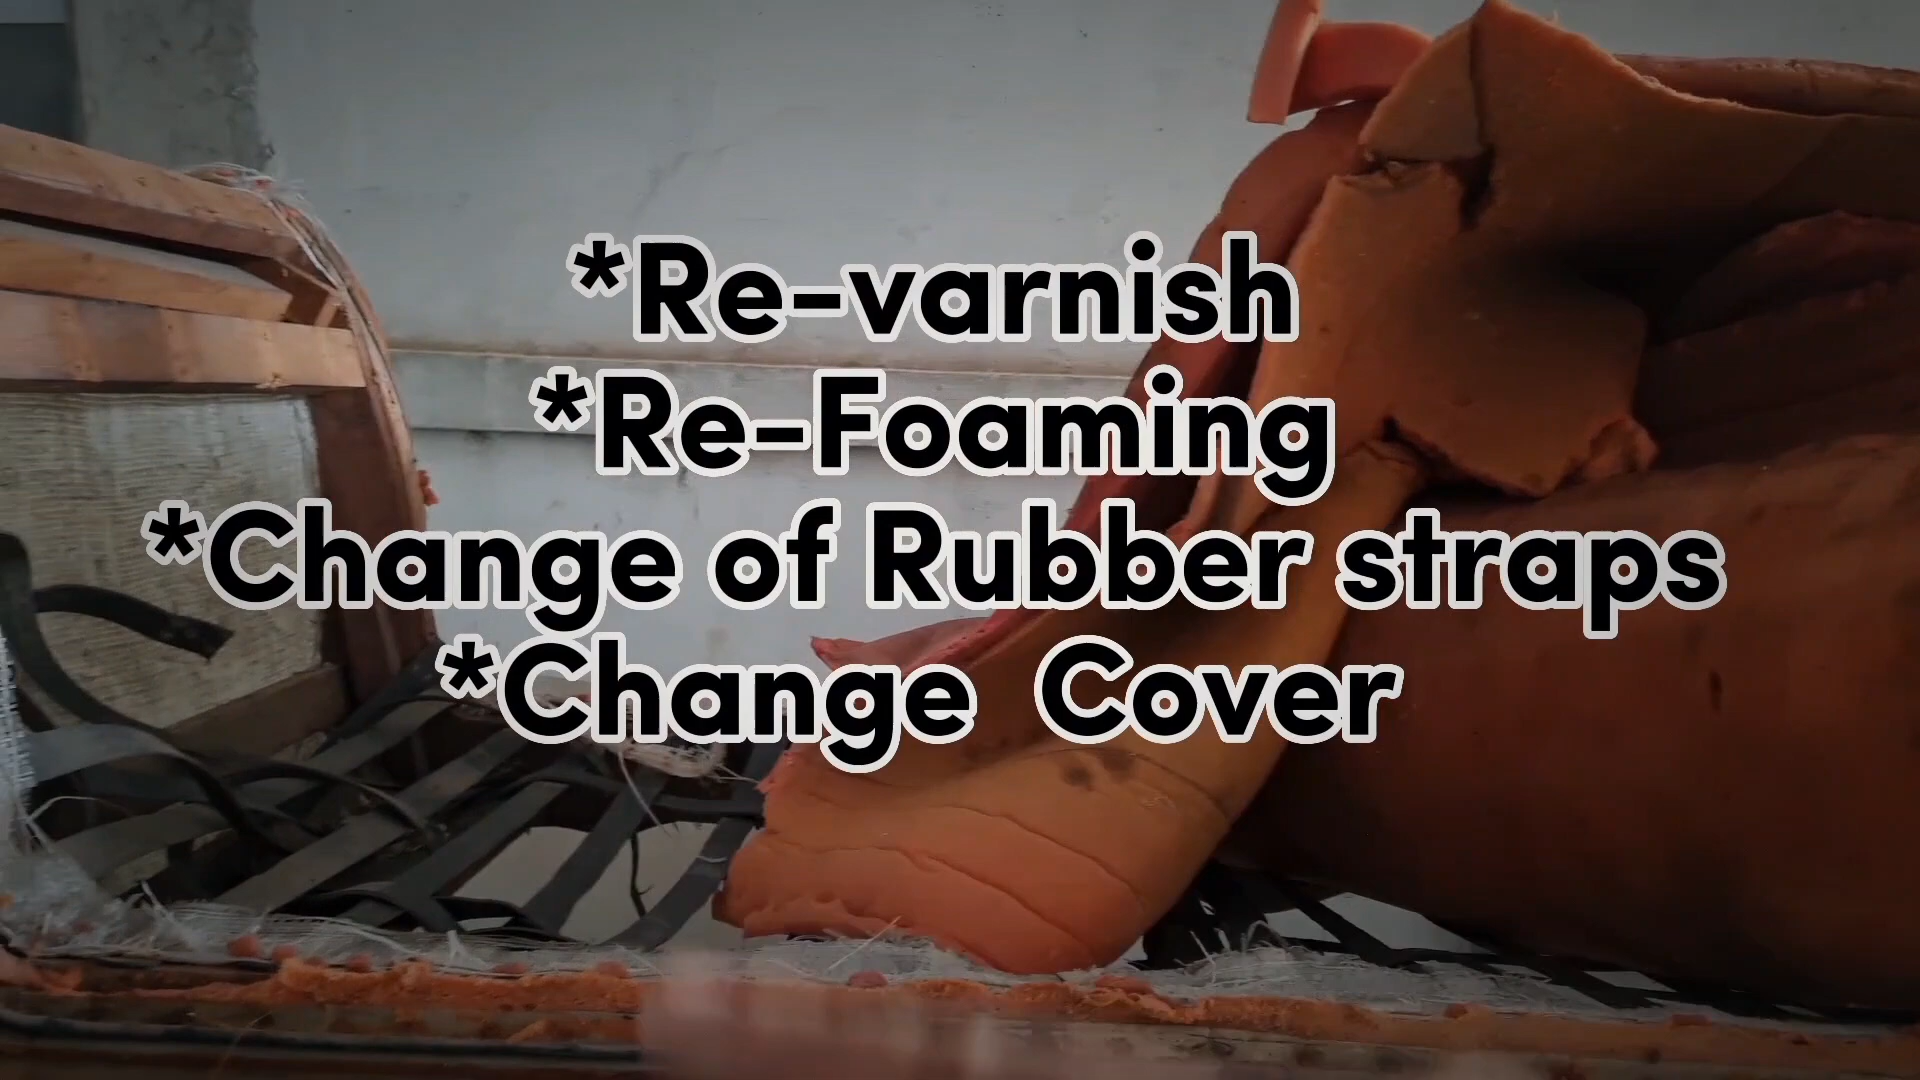 *Re-varnish
*Re-Foaming
*Change of Rubber straps
*Change Cover